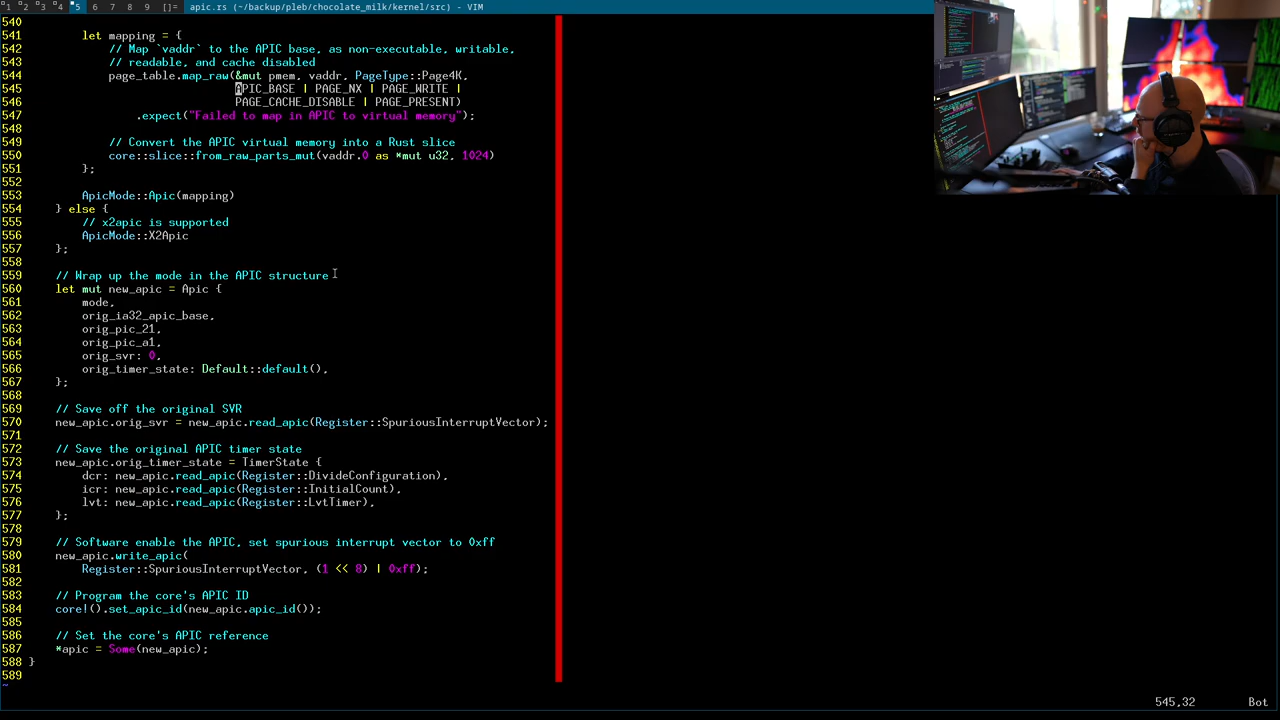 1 2 3 4 5 6 7 8 9 []= apic.rs (~/backup/pleb/chocolate_milk/kernel/src) - VIM
540
541 let mapping = {
542 // Map `vaddr` to the APIC base, as non-executable, writable,
543 // readable, and cache disabled
544 page_table.map_raw(&mut pmem, vaddr, PageType::Page4K,
545 APIC_BASE | PAGE_NX | PAGE_WRITE |
546 PAGE_CACHE_DISABLE | PAGE_PRESENT)
547 .expect("Failed to map in APIC to virtual memory");
548
549 // Convert the APIC virtual memory into a Rust slice
550 core::slice::from_raw_parts_mut(vaddr.0 as *mut u32, 1024)
551 };
552
553 ApicMode::Apic(mapping)
554 } else {
555 // x2apic is supported
556 ApicMode::X2Apic
557 };
558
559 // Wrap up the mode in the APIC structure
560 let mut new_apic = Apic {
561 mode,
562 orig_ia32_apic_base,
563 orig_pic_21,
564 orig_pic_a1,
565 orig_svr: 0,
566 orig_timer_state: Default::default(),
567 };
568
569 // Save off the original SVR
570 new_apic.orig_svr = new_apic.read_apic(Register::SpuriousInterruptVector);
571
572 // Save the original APIC timer state
573 new_apic.orig_timer_state = TimerState {
574 dcr: new_apic.read_apic(Register::DivideConfiguration),
575 icr: new_apic.read_apic(Register::InitialCount),
576 lvt: new_apic.read_apic(Register::LvtTimer),
577 };
578
579 // Software enable the APIC, set spurious interrupt vector to 0xff
580 new_apic.write_apic(
581 Register::SpuriousInterruptVector, (1 << 8) | 0xff);
582
583 // Program the core's APIC ID
584 core!().set_apic_id(new_apic.apic_id());
585
586 // Set the core's APIC reference
587 *apic = Some(new_apic);
588 }
589
~
545,32 Bot